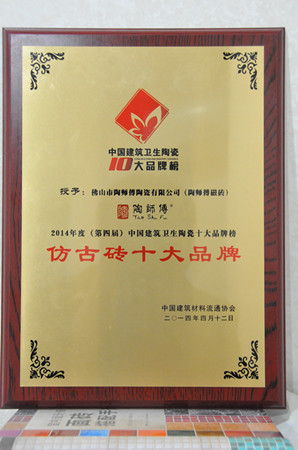 中国建筑卫生陶瓷
10大品牌榜
授予：佛山市陶师傅陶瓷有限公司（陶师傅磁砖）
陶師傅®
Tao Shi Fu
2014年度（第四届）中国建筑卫生陶瓷十大品牌榜
仿古砖十大品牌
中国建筑材料流通协会
二〇一四年四月十二日